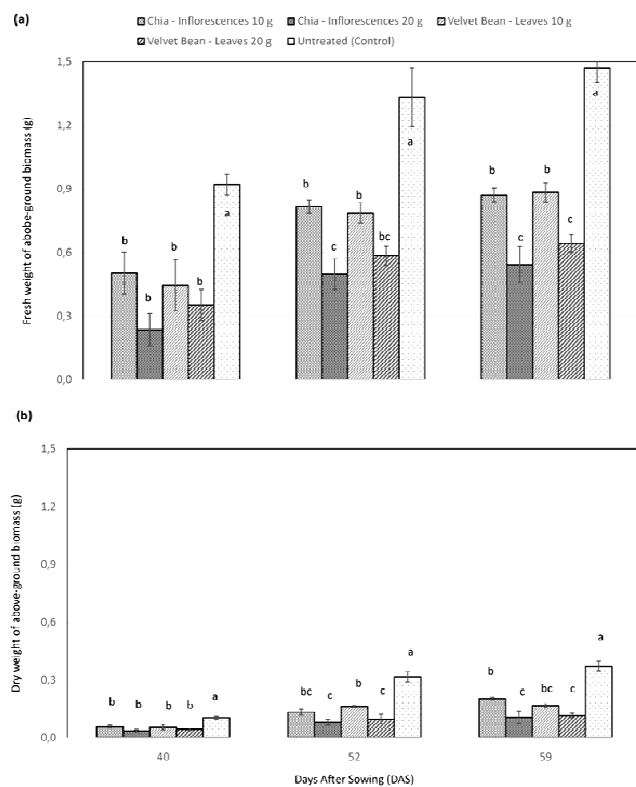 (a)
Chia - Inflorescences 10 g Chia - Inflorescences 20 g Velvet Bean - Leaves 10 g
Velvet Bean - Leaves 20 g Untreated (Control)
Fresh weight of abobe-ground biomass (g)
1,5
1,2
0,9
0,6
0,3
0,0
b b b b a
b c b bc a
b c b c a
(b)
Dry weight of above-ground biomass (g)
1,5
1,2
0,9
0,6
0,3
0,0
b b b b a
bc c b c a
b c bc c a
40 52 59
Days After Sowing (DAS)